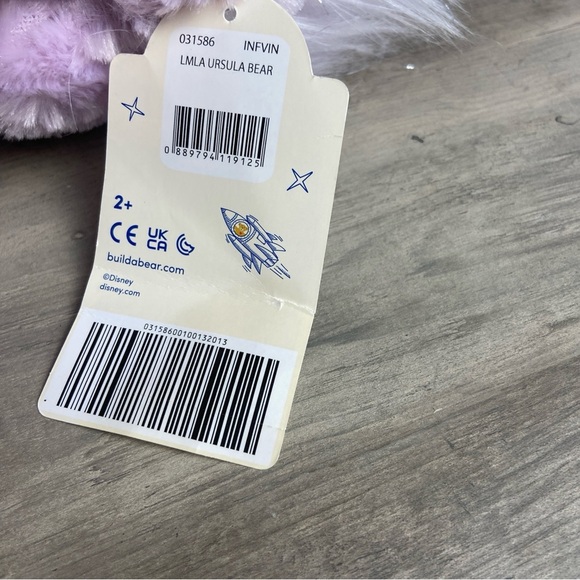 031586 INFVIN
LMLA URSULA BEAR
0 889794 119125
2+
CE UK CA
buildabear.com
©Disney
disney.com
03158600100132013